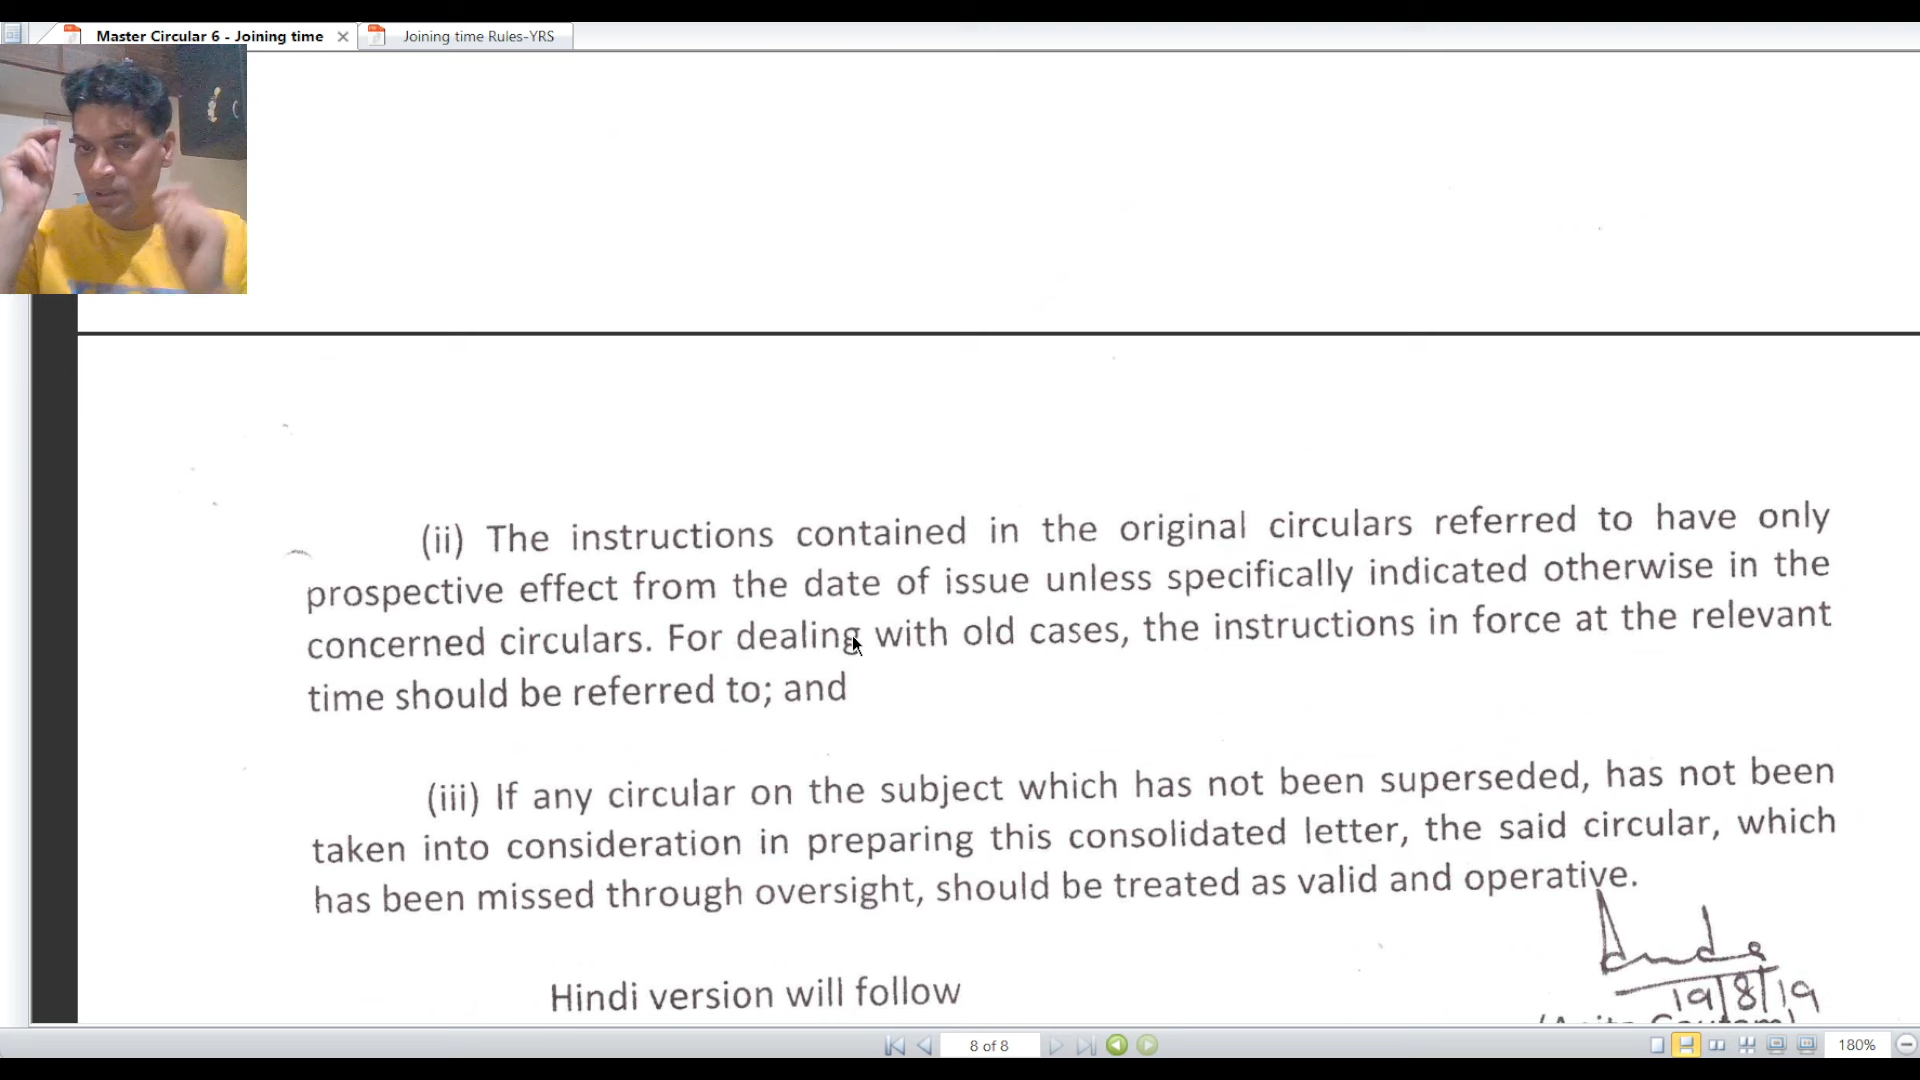 Master Circular 6 - Joining time
Joining time Rules-YRS
(ii) The instructions contained in the original circulars referred to have only
prospective effect from the date of issue unless specifically indicated otherwise in the
concerned circulars. For dealing with old cases, the instructions in force at the relevant
time should be referred to; and
(iii) If any circular on the subject which has not been superseded, has not been
taken into consideration in preparing this consolidated letter, the said circular, which
has been missed through oversight, should be treated as valid and operative.
19/8/19
Hindi version will follow
8 of 8
180%